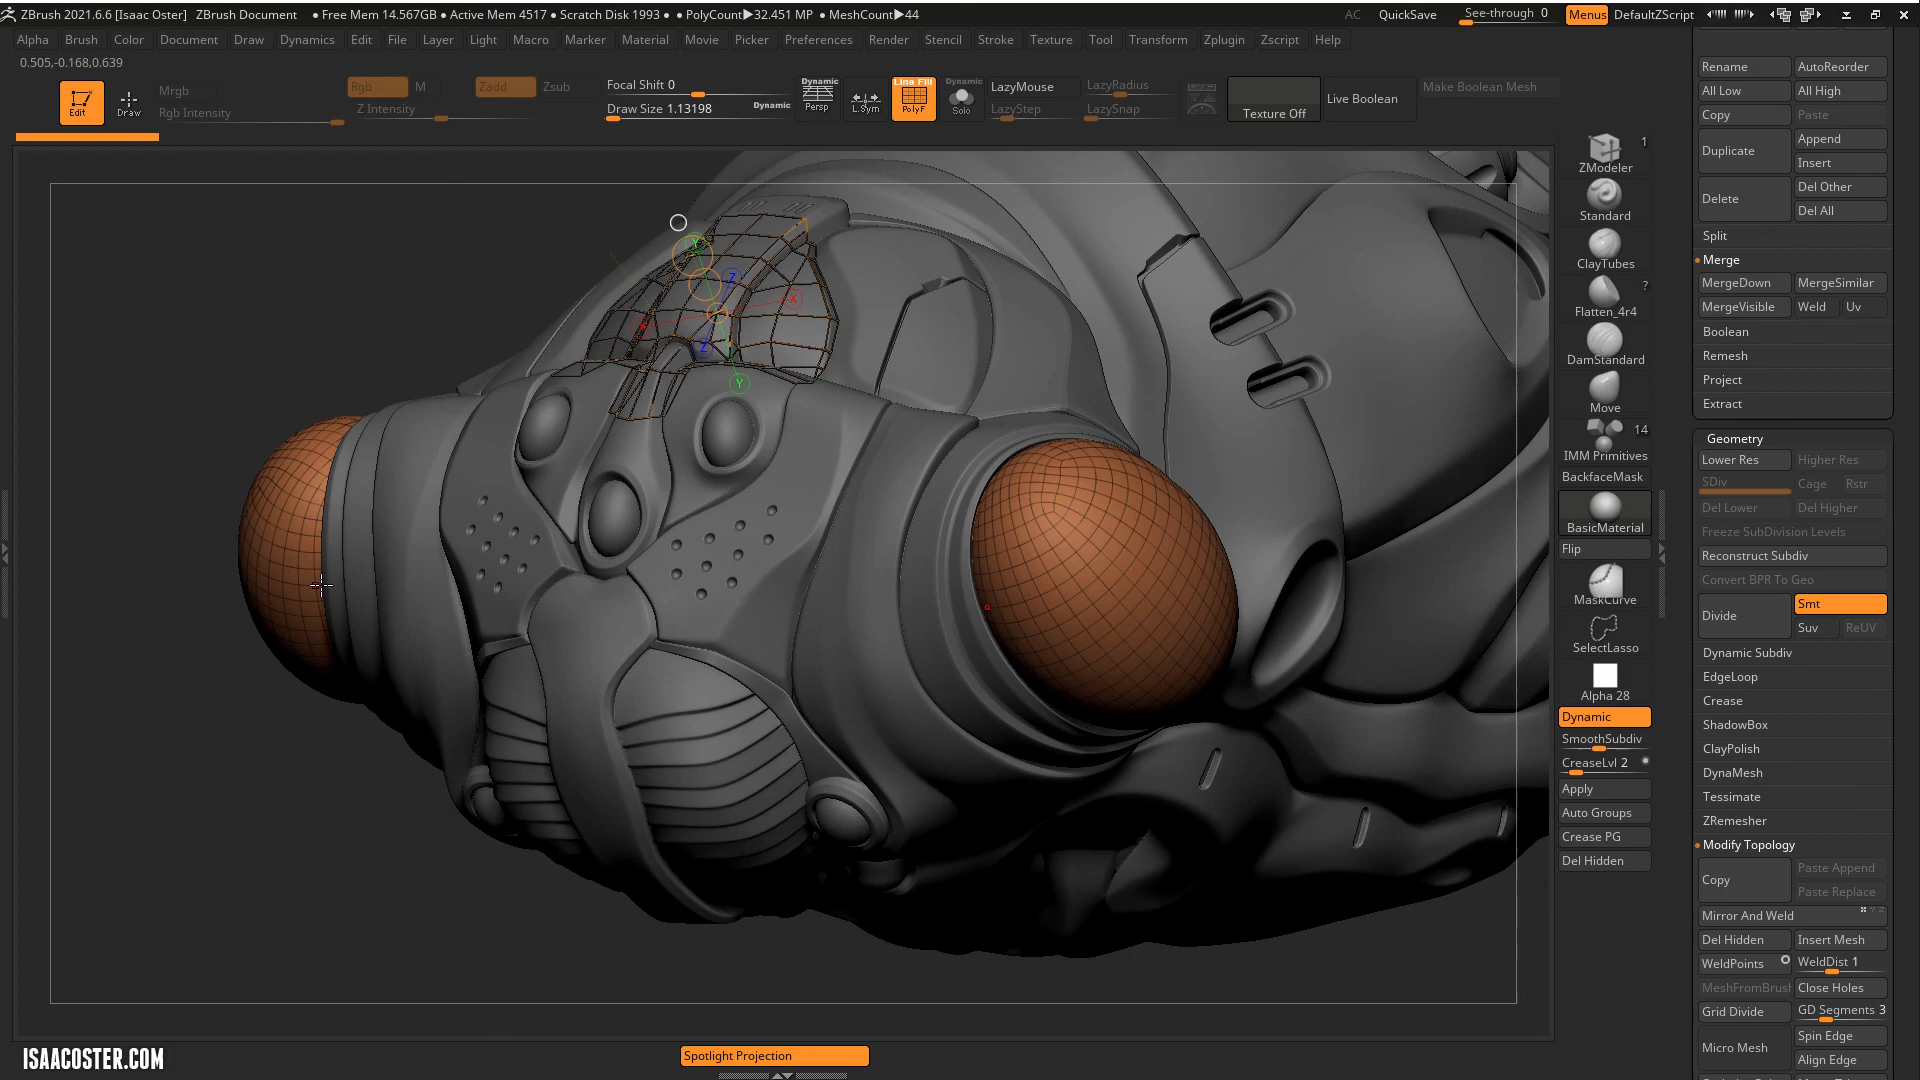 ZBrush 2021.6.6 [Isaac Oster] ZBrush Document • Free Mem 14.567GB • Active Mem 4517 • Scratch Disk 1993 • • PolyCount▶32.451 MP • MeshCount▶44 AC QuickSave See-through 0 Menus DefaultZScript
Alpha Brush Color Document Draw Dynamics Edit File Layer Light Macro Marker Material Movie Picker Preferences Render Stencil Stroke Texture Tool Transform Zplugin Zscript Help
0.505,-0.168,0.639
Edit Draw
Mrgb
Rgb Intensity
Rgb M
Zadd Zsub
Z Intensity
Focal Shift 0
Draw Size 1.13198 Dynamic
Dynamic
Persp
L.Sym
Line Fill
PolyF
Dynamic
Solo
LazyMouse
LazyStep
LazyRadius
LazySnap
Texture Off
Live Boolean
Make Boolean Mesh
Y
Z
X
X
Z
Y
G
1
ZModeler
Standard
ClayTubes
?
Flatten_4r4
DamStandard
Move
14
IMM Primitives
BackfaceMask
BasicMaterial
Flip
MaskCurve
SelectLasso
Alpha 28
Dynamic
SmoothSubdiv
CreaseLvl 2
Apply
Auto Groups
Crease PG
Del Hidden
Rename AutoReorder
All Low All High
Copy Paste
Duplicate Append
Insert
Delete Del Other
Del All
Split
Merge
MergeDown MergeSimilar
MergeVisible Weld Uv
Boolean
Remesh
Project
Extract
Geometry
Lower Res Higher Res
SDiv Cage Rstr
Del Lower Del Higher
Freeze SubDivision Levels
Reconstruct Subdiv
Convert BPR To Geo
Divide Smt
Suv ReUV
Dynamic Subdiv
EdgeLoop
Crease
ShadowBox
ClayPolish
DynaMesh
Tessimate
ZRemesher
Modify Topology
Copy Paste Append
Paste Replace
Mirror And Weld
Del Hidden Insert Mesh
WeldPoints WeldDist 1
MeshFromBrus Close Holes
Grid Divide GD Segments 3
Micro Mesh Spin Edge
Align Edge
ISAACOSTER.COM
Spotlight Projection